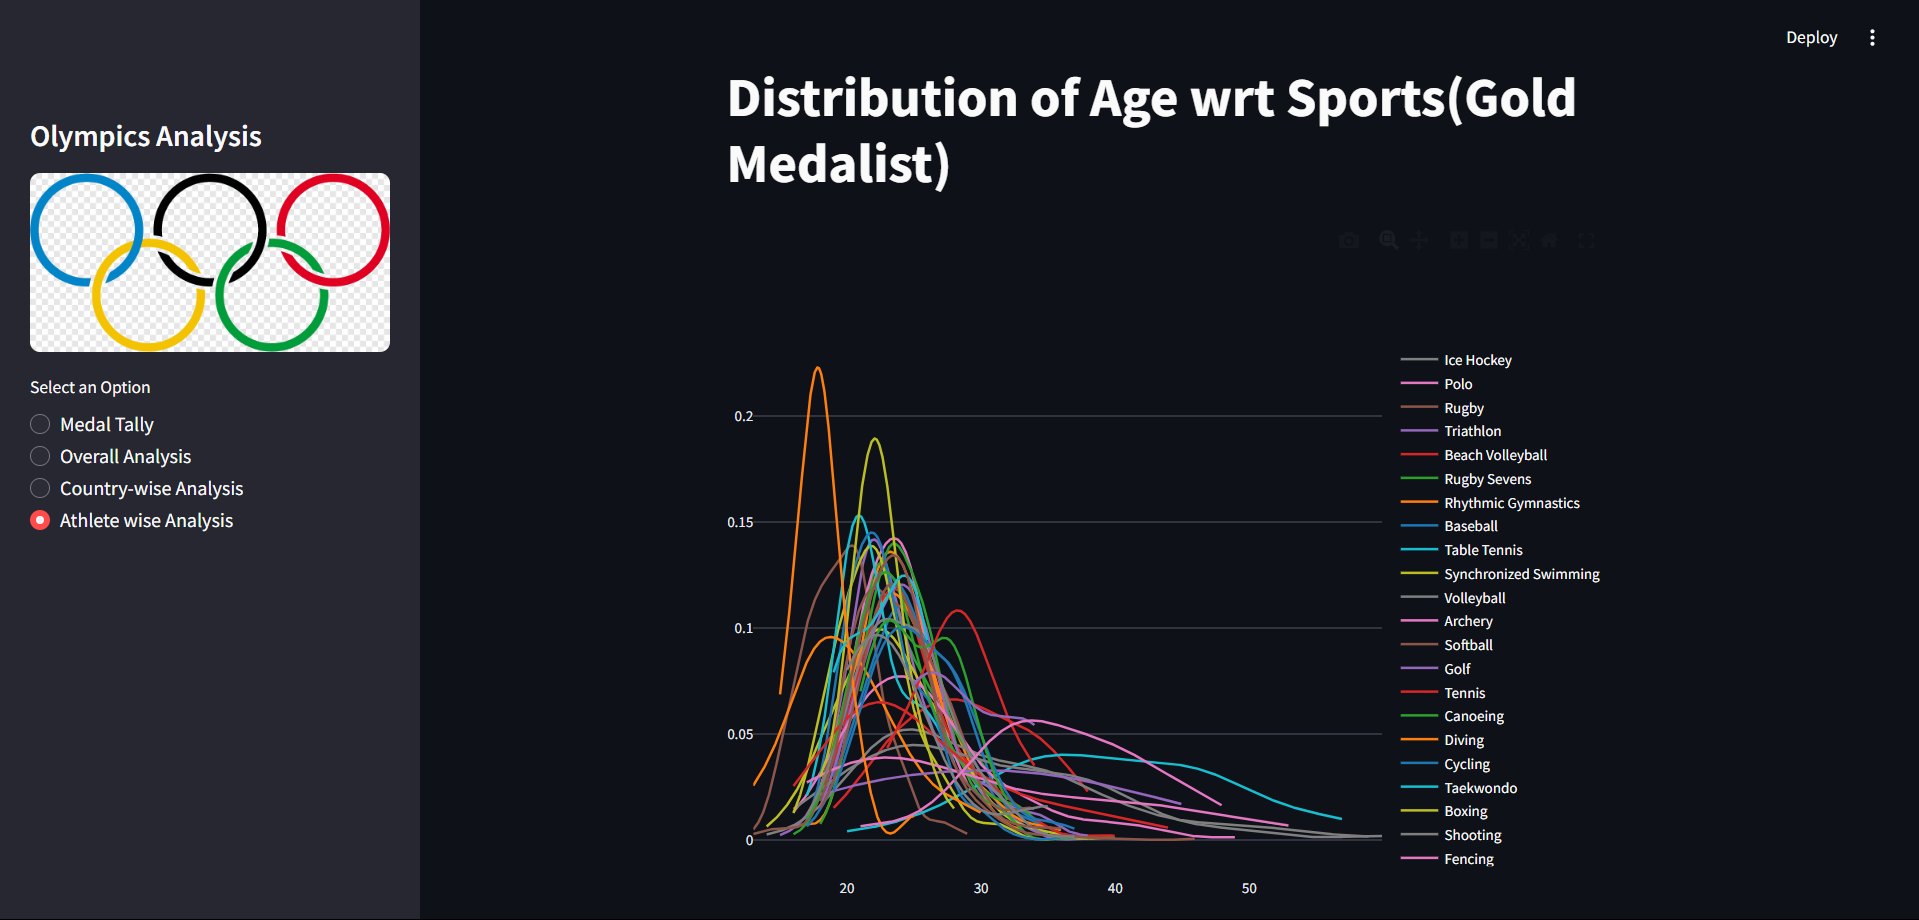 Deploy
Olympics Analysis
Select an Option
Medal Tally
Overall Analysis
Country-wise Analysis
Athlete wise Analysis
Distribution of Age wrt Sports(Gold
Medalist)
0.2
0.15
0.1
0.05
0
20
30
40
50
Ice Hockey
Polo
Rugby
Triathlon
Beach Volleyball
Rugby Sevens
Rhythmic Gymnastics
Baseball
Table Tennis
Synchronized Swimming
Volleyball
Archery
Softball
Golf
Tennis
Canoeing
Diving
Cycling
Taekwondo
Boxing
Shooting
Fencing